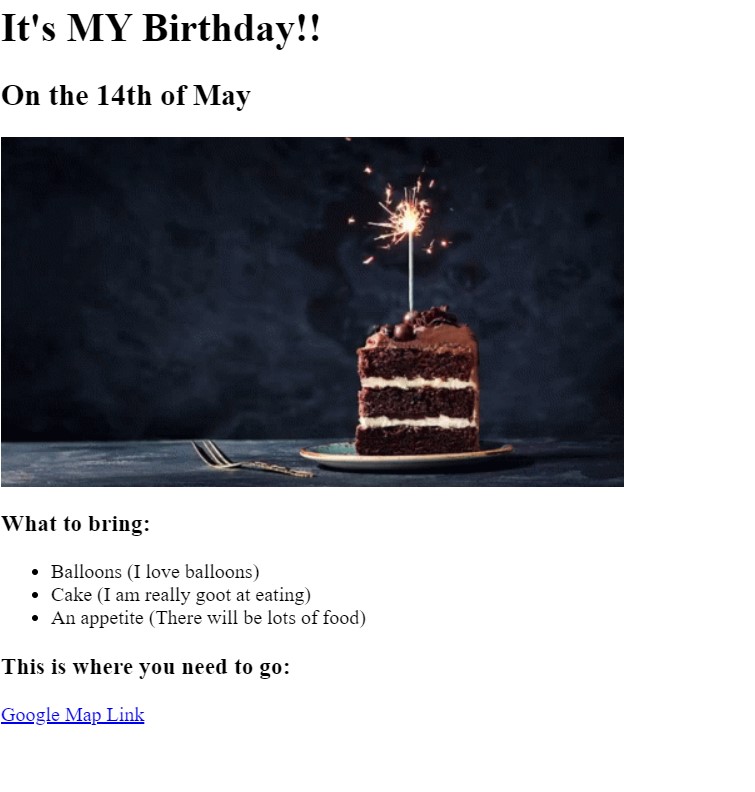 It's MY Birthday!!
On the 14th of May
What to bring:
Balloons (I love balloons)
Cake (I am really goot at eating)
An appetite (There will be lots of food)
This is where you need to go:
Google Map Link